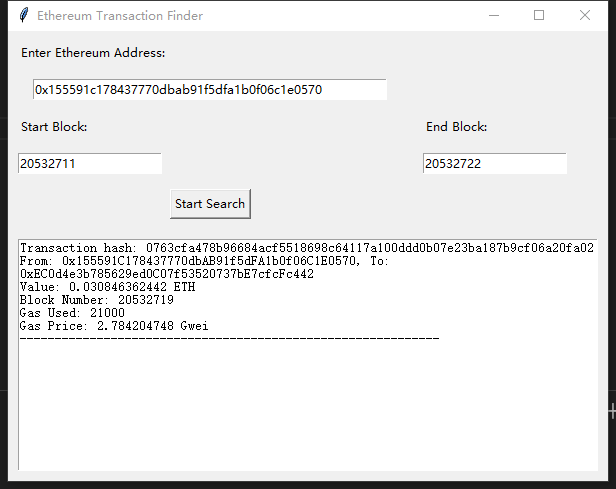 Ethereum Transaction Finder
Enter Ethereum Address:
0x155591c178437770dbab91f5dfa1b0f06c1e0570
Start Block:
End Block:
20532711
20532722
Start Search
Transaction hash: 0763cfa478b96684acf5518698c64117a100ddd0b07e23ba187b9cf06a20fa02
From: 0x155591C178437770dbAB91f5dFA1b0f06C1E0570, To:
0xEC0d4e3b785629ed0C07f53520737bE7cfcFc442
Value: 0.030846362442 ETH
Block Number: 20532719
Gas Used: 21000
Gas Price: 2.784204748 Gwei
------------------------------------------------------------